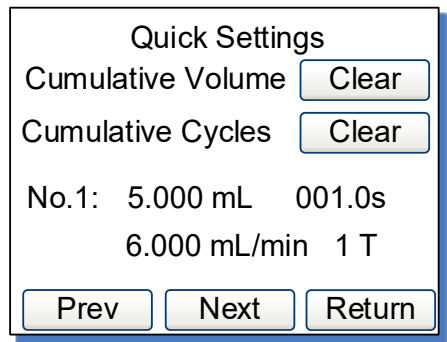 Quick Settings
Cumulative Volume Clear
Cumulative Cycles Clear
No.1: 5.000 mL 001.0s
6.000 mL/min 1 T
Prev Next Return